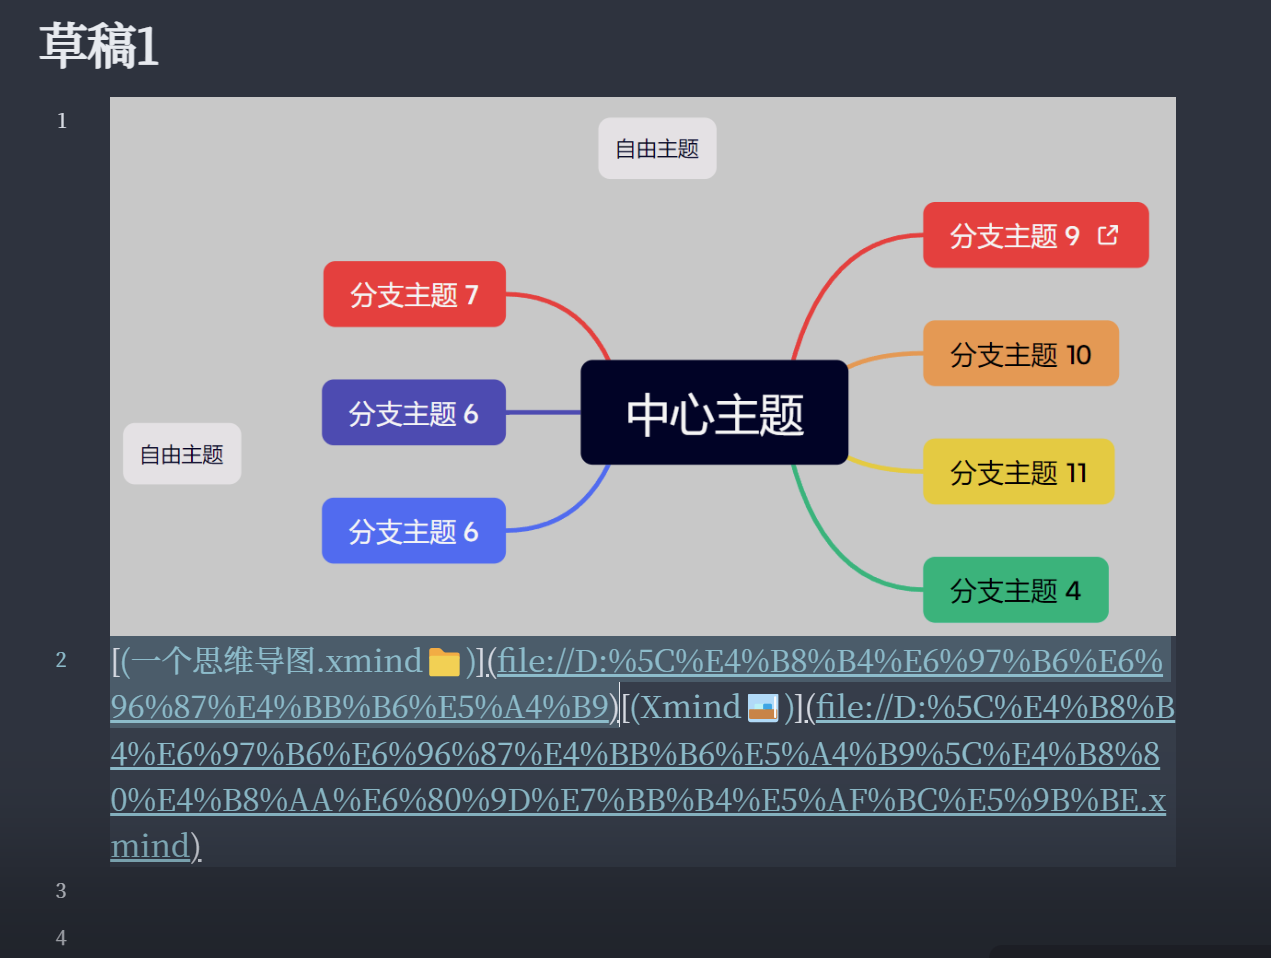 草稿1
1
自由主题
分支主题 9
分支主题 7
分支主题 10
中心主题
分支主题 6
自由主题
分支主题 11
分支主题 6
分支主题 4
2
[(一个思维导图.xmind📁)](file://D:%5C%E4%B8%B4%E6%97%B6%E6%
96%87%E4%BB%B6%E5%A4%B9)[(Xmind)](file://D:%5C%E4%B8%B
4%E6%97%B6%E6%96%87%E4%BB%B6%E5%A4%B9%5C%E4%B8%8
0%E4%B8%AA%E6%80%9D%E7%BB%B4%E5%AF%BC%E5%9B%BE.x
mind)
3
4